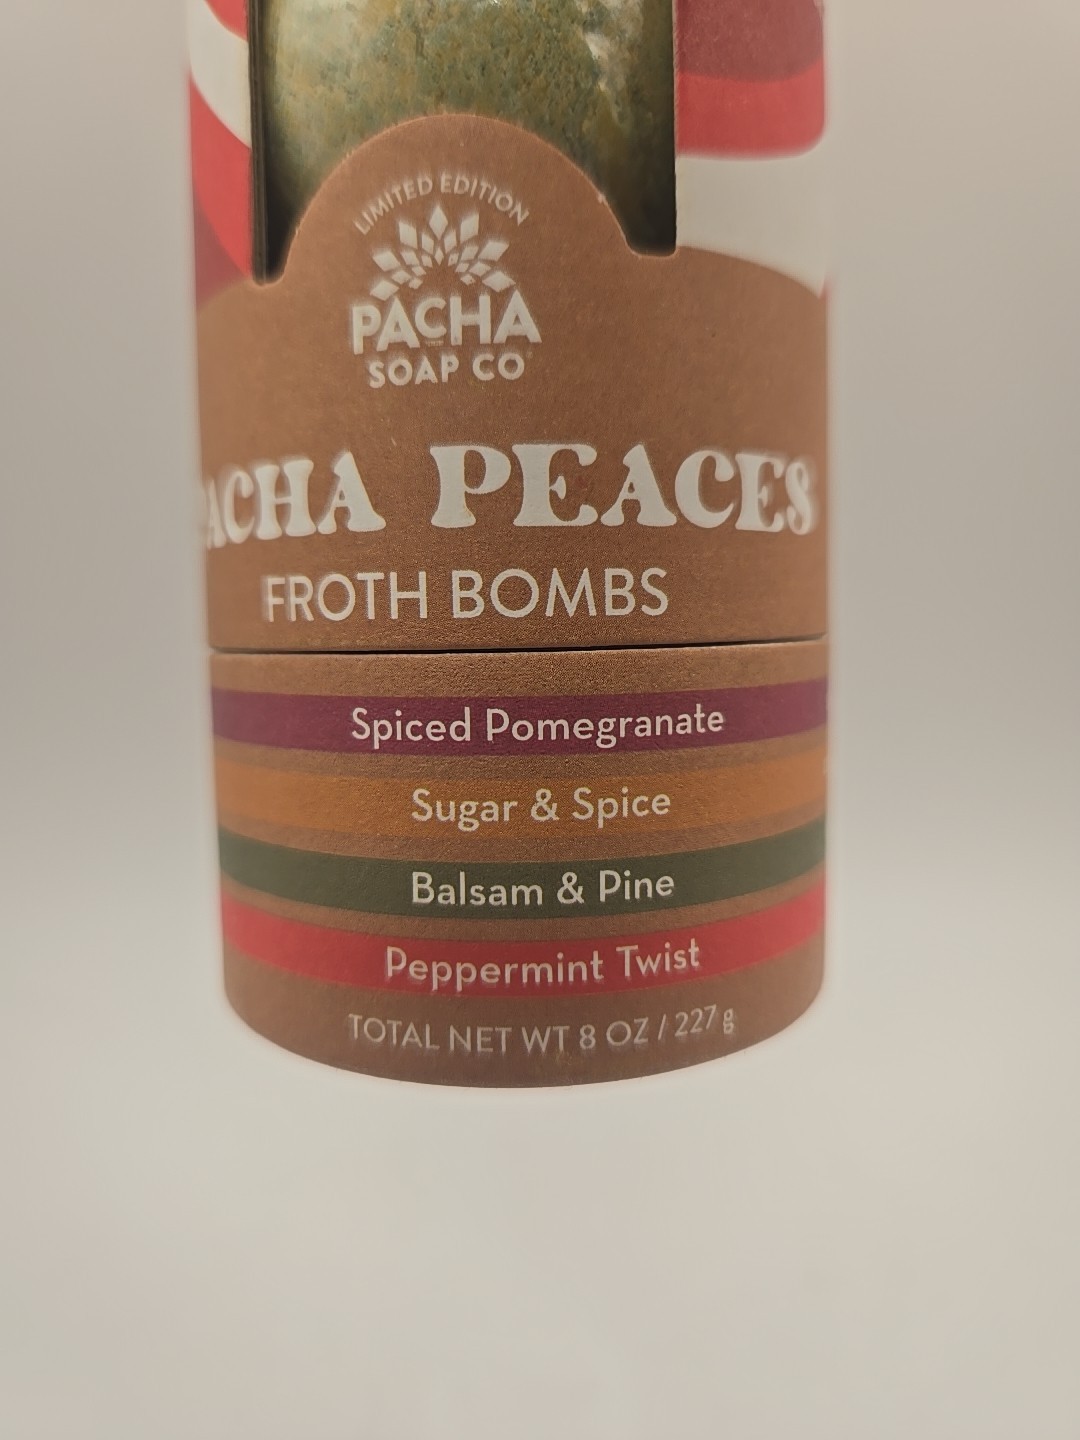 LIMITED EDITION
PACHA
SOAP CO
PACHA PEACES
FROTH BOMBS
Spiced Pomegranate
Sugar & Spice
Balsam & Pine
Peppermint Twist
TOTAL NET WT 8 OZ / 227 g